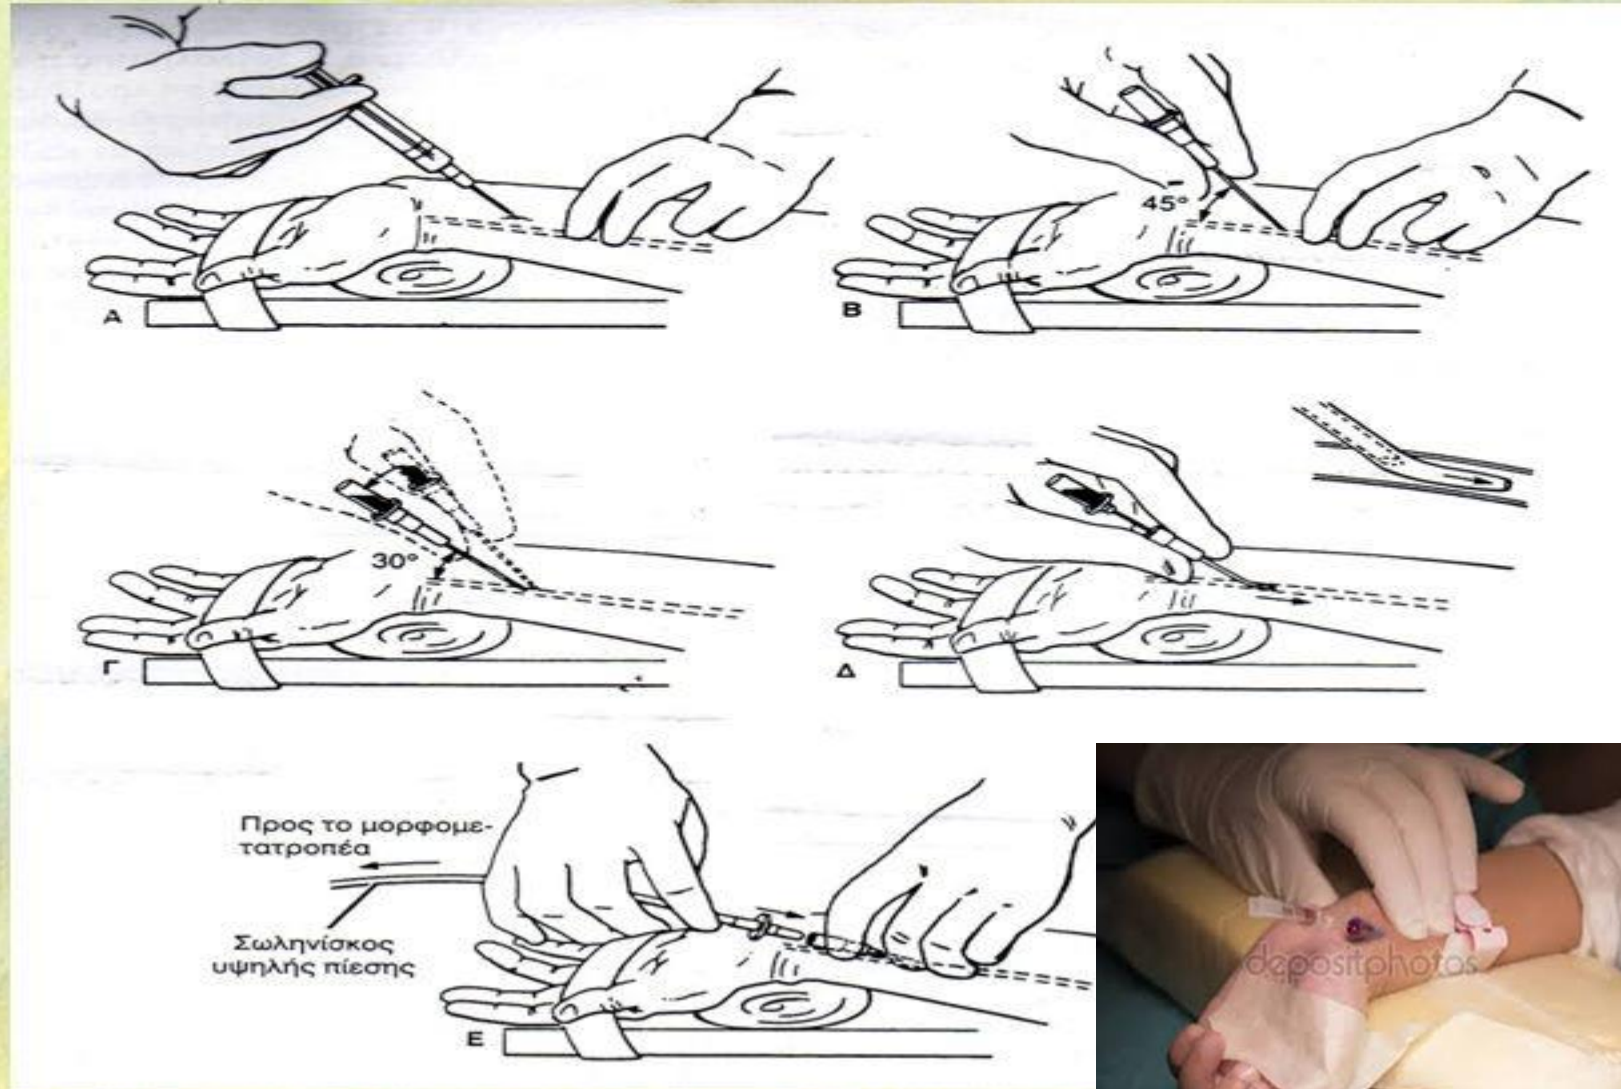 Α
45°
Β
30°
Γ
Δ
Προς το μορφομε-
τατροπέα
Σωληνίσκος
υψηλής πίεσης
Ε
depositphotos